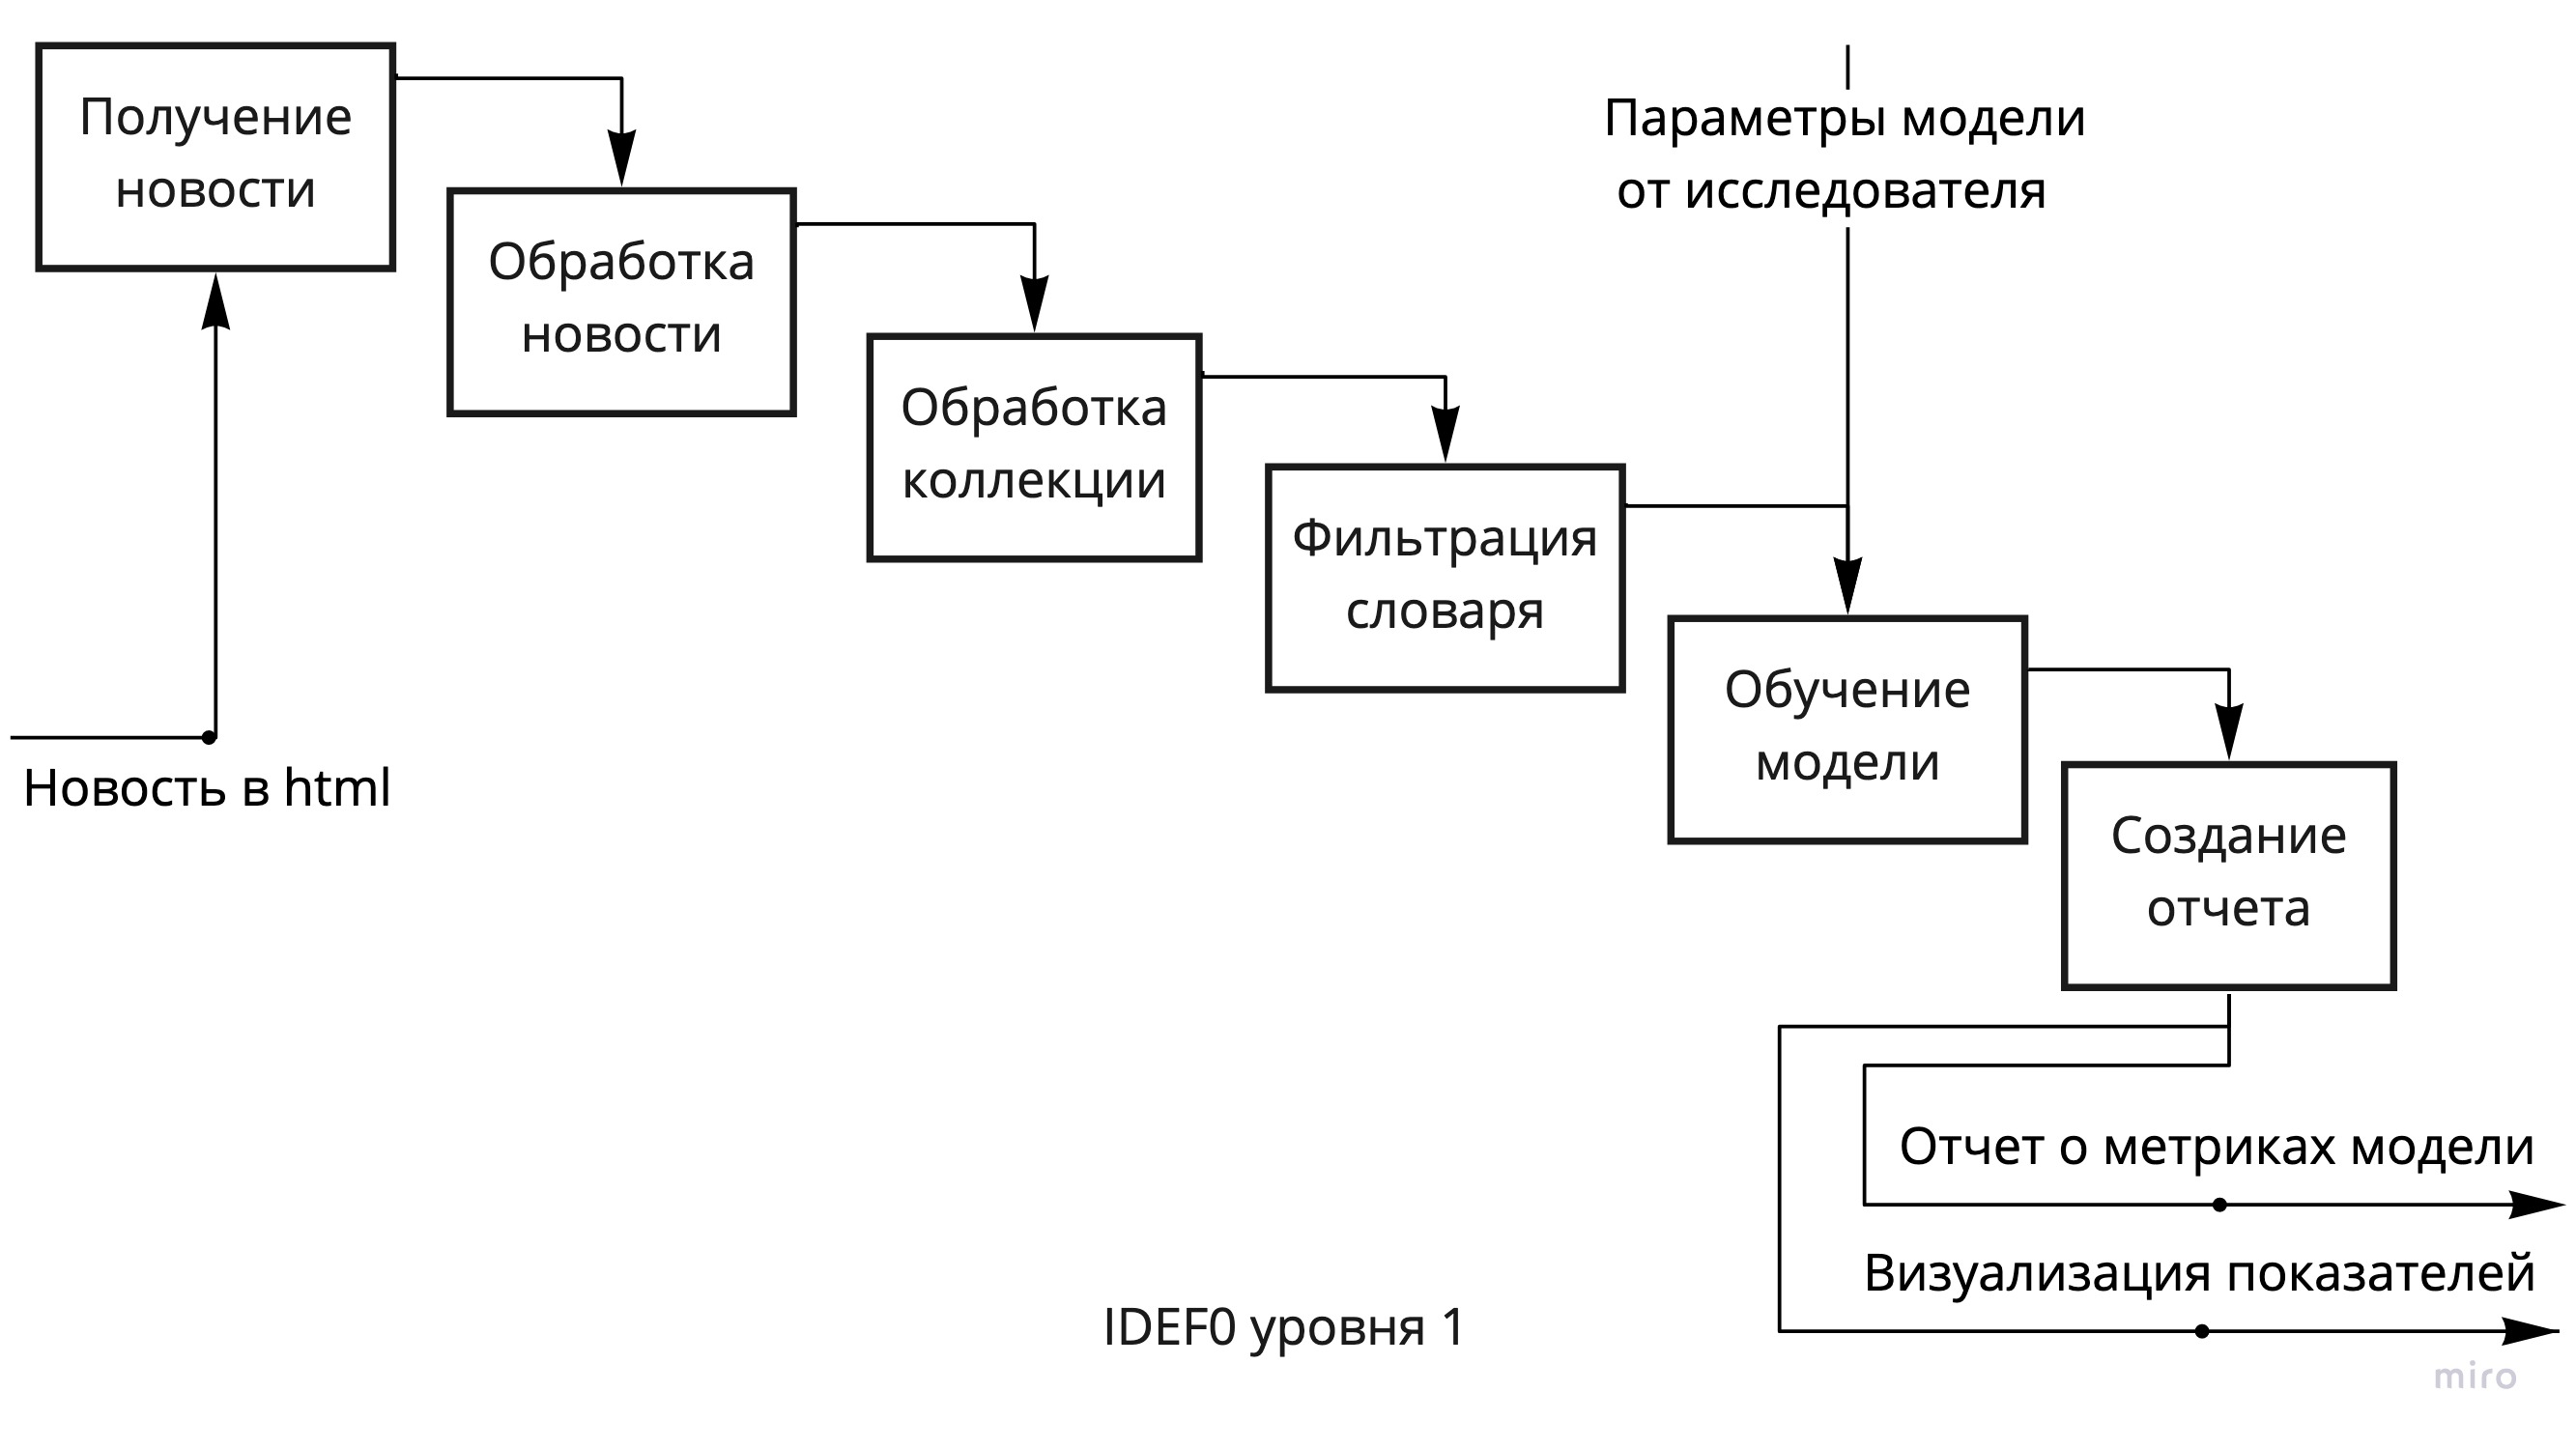 Получение
новости
Параметры модели
от исследователя
Обработка
новости
Обработка
коллекции
Фильтрация
словаря
Обучение
модели
Новость в html
Создание
отчета
Отчет о метриках модели
Визуализация показателей
IDEF0 уровня 1
miro